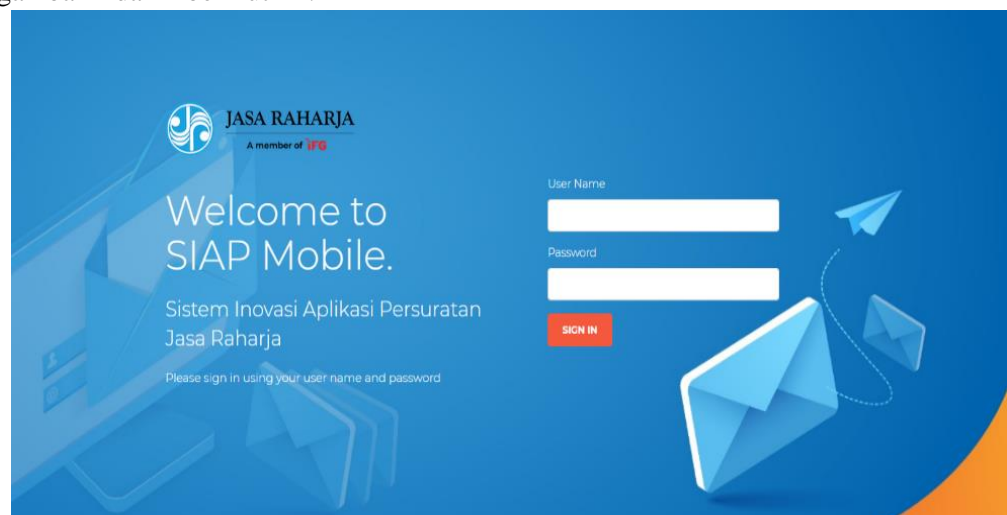 JASA RAHARJA
A member of IFG
Welcome to
SIAP Mobile.
Sistem Inovasi Aplikasi Persuratan
Jasa Raharja
Please sign in using your user name and password
User Name
Password
SIGN IN